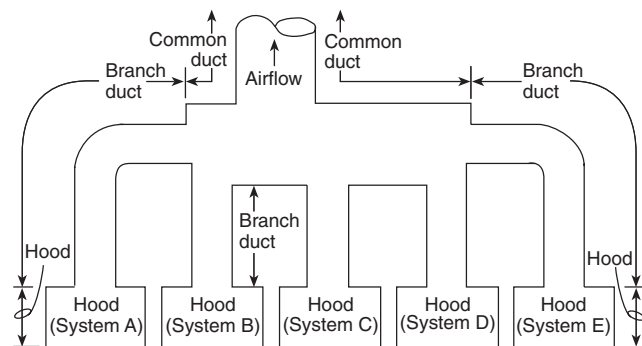 Common
duct
Common
duct
Branch
duct
Airflow
Branch
duct
Branch
duct
Hood
Hood
Hood
(System A)
Hood
(System B)
Hood
(System C)
Hood
(System D)
Hood
(System E)